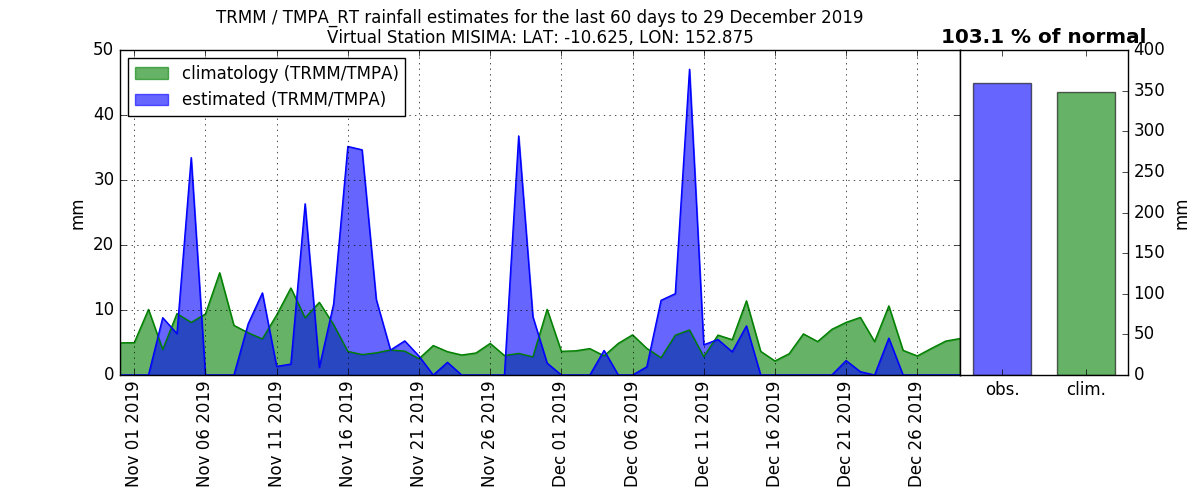 TRMM / TMPA_RT rainfall estimates for the last 60 days to 29 December 2019
Virtual Station MISIMA: LAT: -10.625, LON: 152.875
103.1 % of normal
climatology (TRMM/TMPA)
estimated (TRMM/TMPA)
50
40
30
20
10
0
mm
Nov 01 2019
Nov 06 2019
Nov 11 2019
Nov 16 2019
Nov 21 2019
Nov 26 2019
Dec 01 2019
Dec 06 2019
Dec 11 2019
Dec 16 2019
Dec 21 2019
Dec 26 2019
obs.
clim.
400
350
300
250
200
150
100
50
0
mm